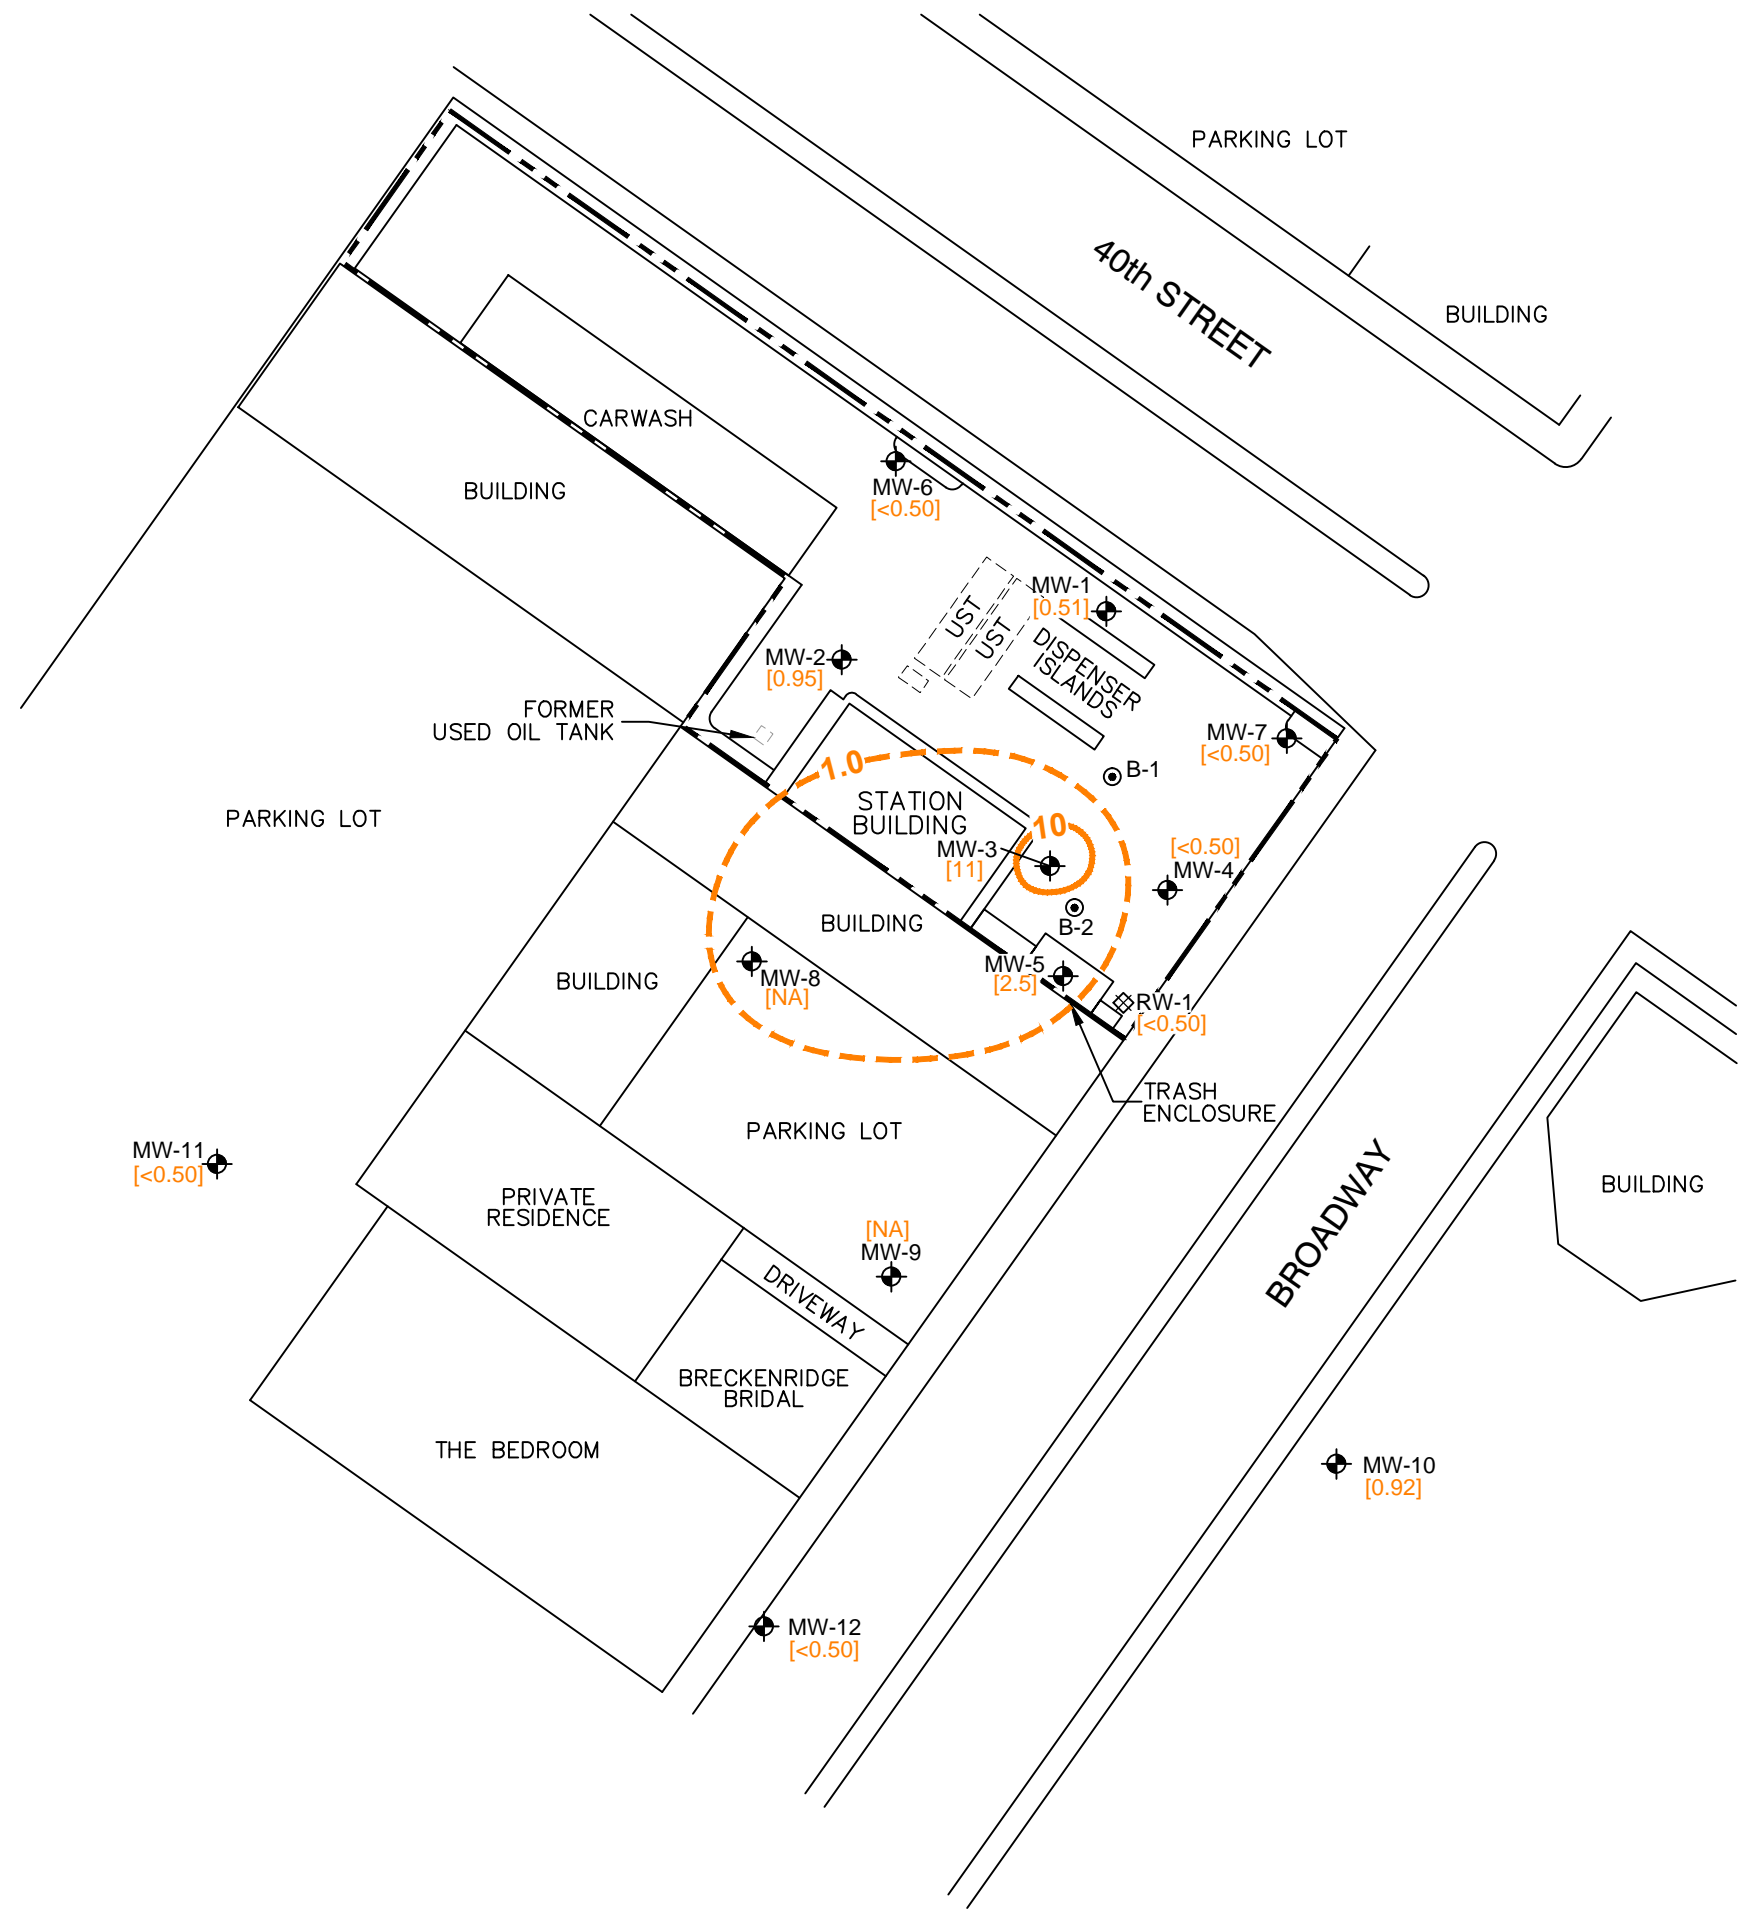 PARKING LOT
40th STREET
BUILDING
CARWASH
BUILDING
MW-6
[<0.50]
MW-1
[0.51]
UST
UST
DISPENSER
ISLANDS
MW-2
[0.95]
FORMER
USED OIL TANK
MW-7
[<0.50]
B-1
1.0
STATION
BUILDING
10
MW-3
[11]
[<0.50]
MW-4
PARKING LOT
B-2
BUILDING
MW-5
[2.5]
BUILDING
MW-8
[NA]
RW-1
[<0.50]
TRASH
ENCLOSURE
PARKING LOT
MW-11
[<0.50]
PRIVATE
RESIDENCE
BROADWAY
BUILDING
[NA]
MW-9
DRIVEWAY
BRECKENRIDGE
BRIDAL
THE BEDROOM
MW-10
[0.92]
MW-12
[<0.50]